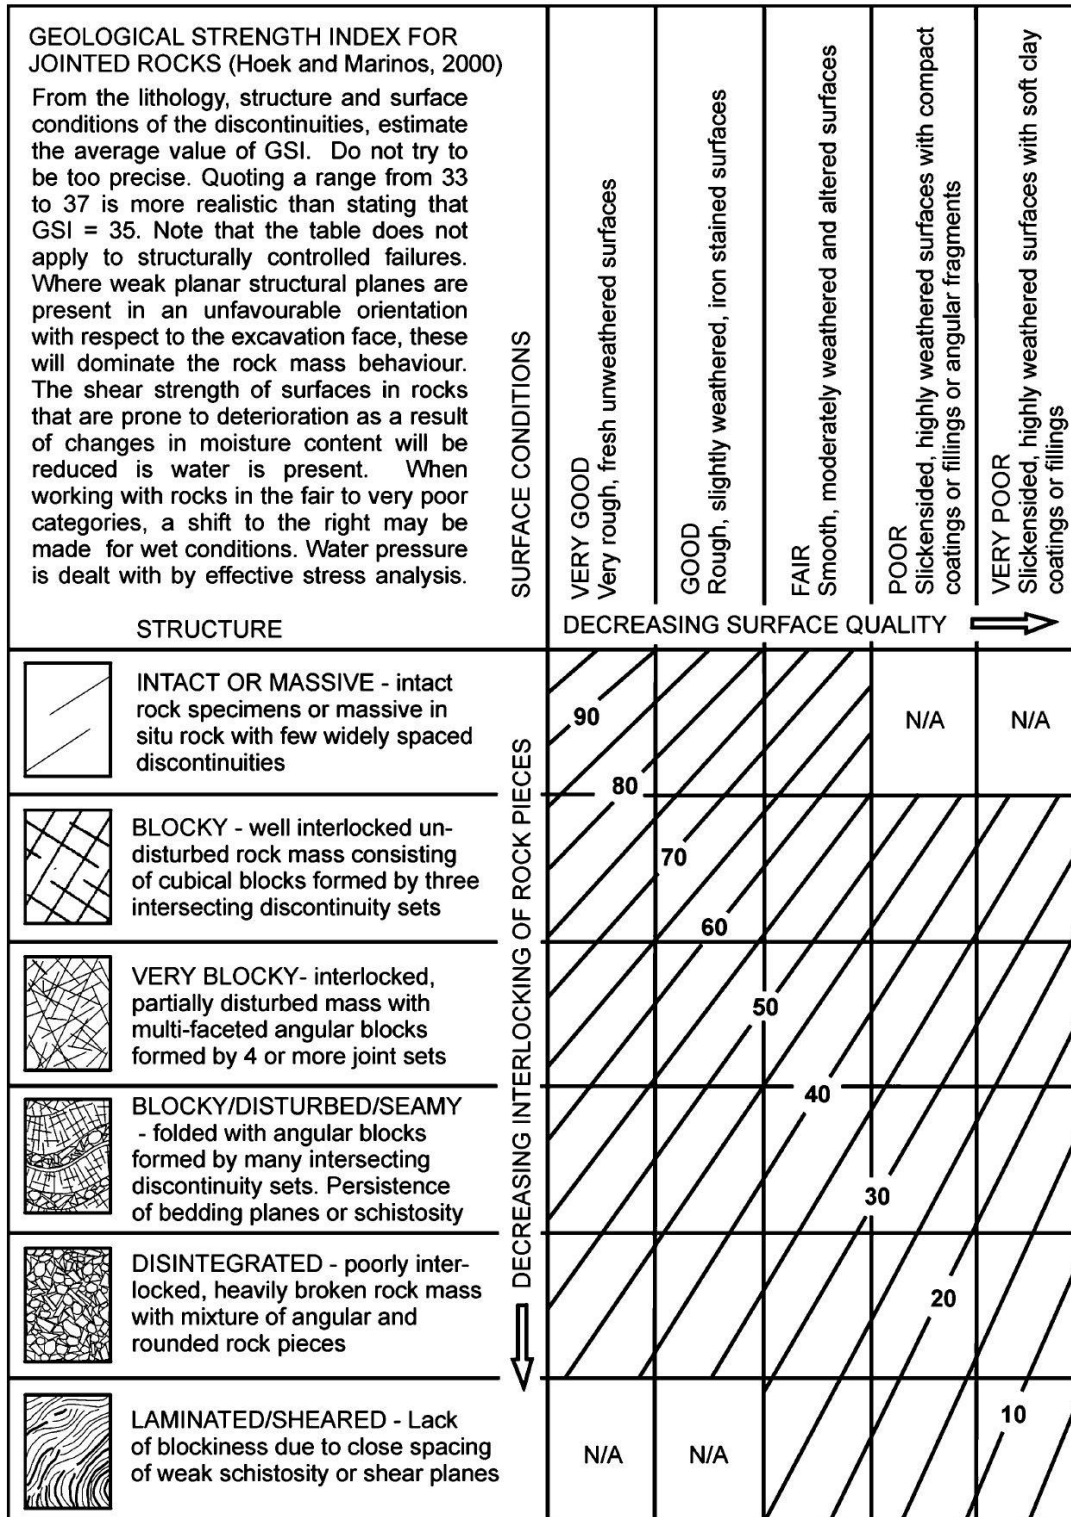 GEOLOGICAL STRENGTH INDEX FOR
JOINTED ROCKS (Hoek and Marinos, 2000)
From the lithology, structure and surface
conditions of the discontinuities, estimate
the average value of GSI. Do not try to
be too precise. Quoting a range from 33
to 37 is more realistic than stating that
GSI = 35. Note that the table does not
apply to structurally controlled failures.
Where weak planar structural planes are
present in an unfavourable orientation
with respect to the excavation face, these
will dominate the rock mass behaviour.
The shear strength of surfaces in rocks
that are prone to deterioration as a result
of changes in moisture content will be
reduced is water is present. When
working with rocks in the fair to very poor
categories, a shift to the right may be
made for wet conditions. Water pressure
is dealt with by effective stress analysis.
STRUCTURE
SURFACE CONDITIONS
VERY GOOD
Very rough, fresh unweathered surfaces
GOOD
Rough, slightly weathered, iron stained surfaces
FAIR
Smooth, moderately weathered and altered surfaces
POOR
Slickensided, highly weathered surfaces with compact
coatings or fillings or angular fragments
VERY POOR
Slickensided, highly weathered surfaces with soft clay
coatings or fillings
DECREASING SURFACE QUALITY
DECREASING INTERLOCKING OF ROCK PIECES
INTACT OR MASSIVE - intact
rock specimens or massive in
situ rock with few widely spaced
discontinuities
90
80
N/A
N/A
BLOCKY - well interlocked un-
disturbed rock mass consisting
of cubical blocks formed by three
intersecting discontinuity sets
70
60
VERY BLOCKY- interlocked,
partially disturbed mass with
multi-faceted angular blocks
formed by 4 or more joint sets
50
40
BLOCKY/DISTURBED/SEAMY
- folded with angular blocks
formed by many intersecting
discontinuity sets. Persistence
of bedding planes or schistosity
30
DISINTEGRATED - poorly inter-
locked, heavily broken rock mass
with mixture of angular and
rounded rock pieces
20
LAMINATED/SHEARED - Lack
of blockiness due to close spacing
of weak schistosity or shear planes
N/A
N/A
10